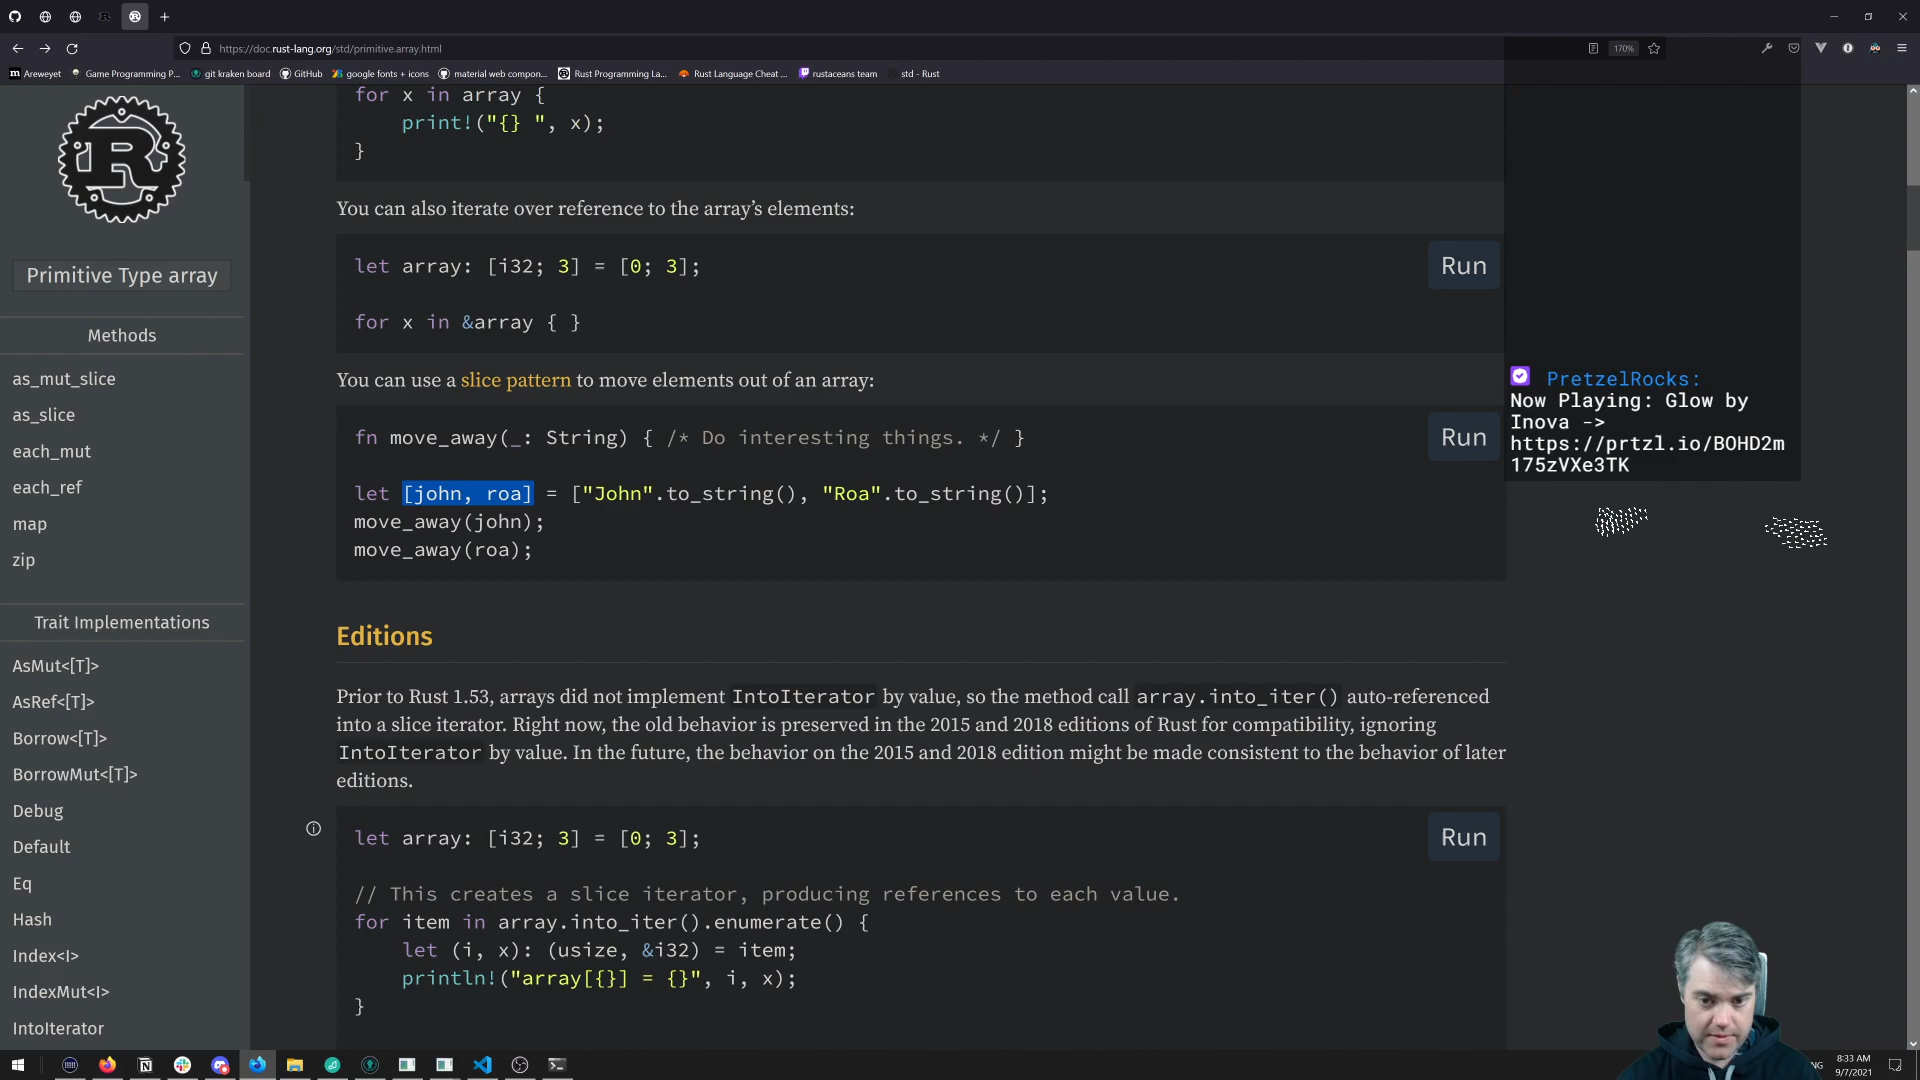 https://doc.rust-lang.org/std/primitive.array.html
170%
Areweyet
Game Programming P...
git kraken board
GitHub
google fonts + icons
material web compon...
Rust Programming La...
Rust Language Cheat ...
rustaceans team
std - Rust
R
Primitive Type array
Methods
as_mut_slice
as_slice
each_mut
each_ref
map
zip
Trait Implementations
AsMut<[T]>
AsRef<[T]>
Borrow<[T]>
BorrowMut<[T]>
Debug
Default
Eq
Hash
Index<I>
IndexMut<I>
IntoIterator
for x in array {
print!("{} ", x);
}
You can also iterate over reference to the array’s elements:
let array: [i32; 3] = [0; 3];
for x in &array { }
Run
You can use a slice pattern to move elements out of an array:
fn move_away(_: String) { /* Do interesting things. */ }
let [john, roa] = ["John".to_string(), "Roa".to_string()];
move_away(john);
move_away(roa);
Run
Editions
Prior to Rust 1.53, arrays did not implement IntoIterator by value, so the method call array.into_iter() auto-referenced
into a slice iterator. Right now, the old behavior is preserved in the 2015 and 2018 editions of Rust for compatibility, ignoring
IntoIterator by value. In the future, the behavior on the 2015 and 2018 edition might be made consistent to the behavior of later
editions.
let array: [i32; 3] = [0; 3];
// This creates a slice iterator, producing references to each value.
for item in array.into_iter().enumerate() {
let (i, x): (usize, &i32) = item;
println!("array[{}] = {}", i, x);
}
Run
PretzelRocks:
Now Playing: Glow by
Inova ->
https://prtzl.io/BOHD2m
175zVXe3TK
8:33 AM
9/7/2021